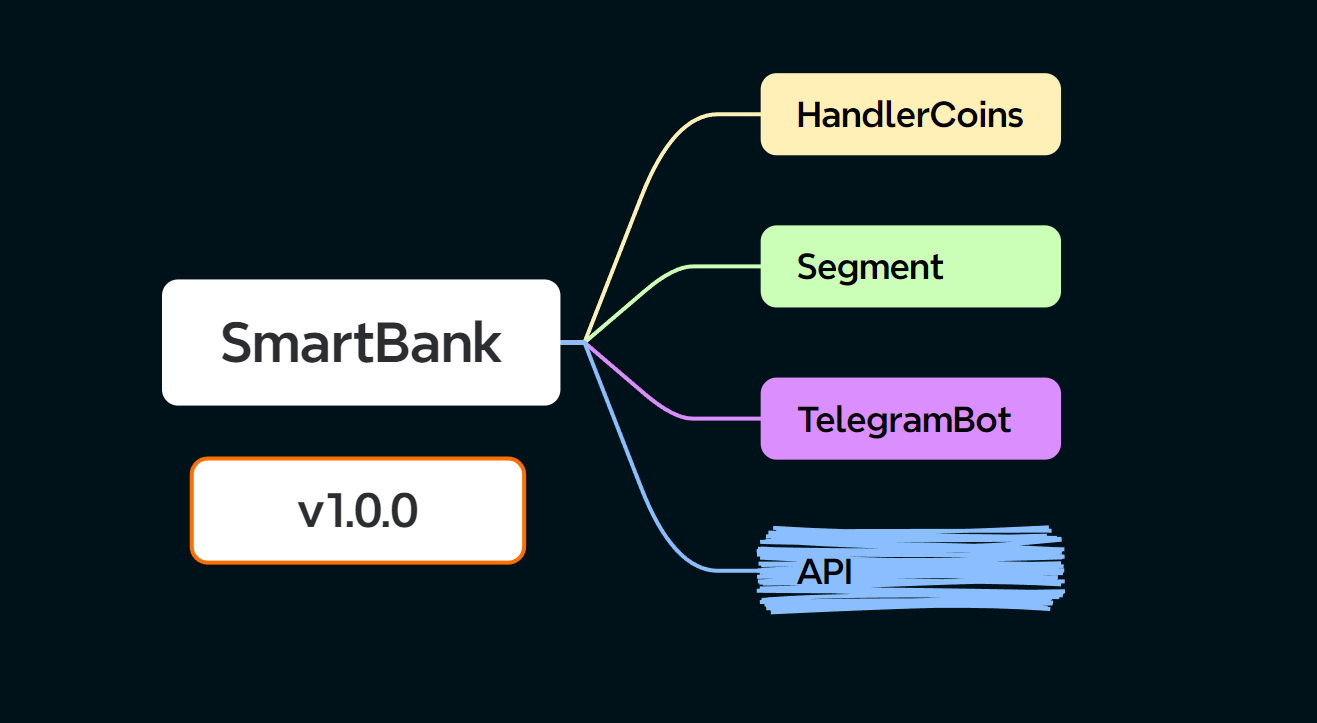 SmartBank
v1.0.0
HandlerCoins
Segment
TelegramBot
API